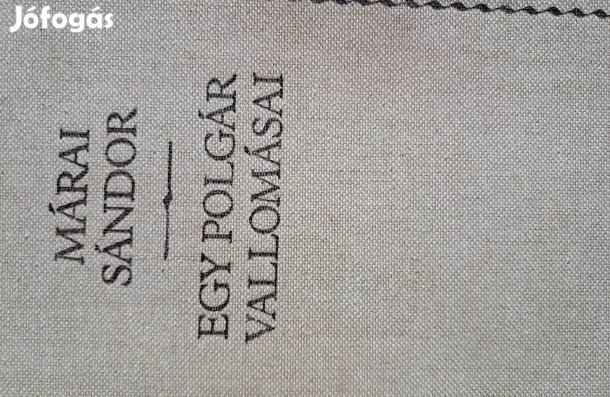 Jófogás
MÁRAI
SÁNDOR
EGY POLGÁR
VALLOMÁSAI